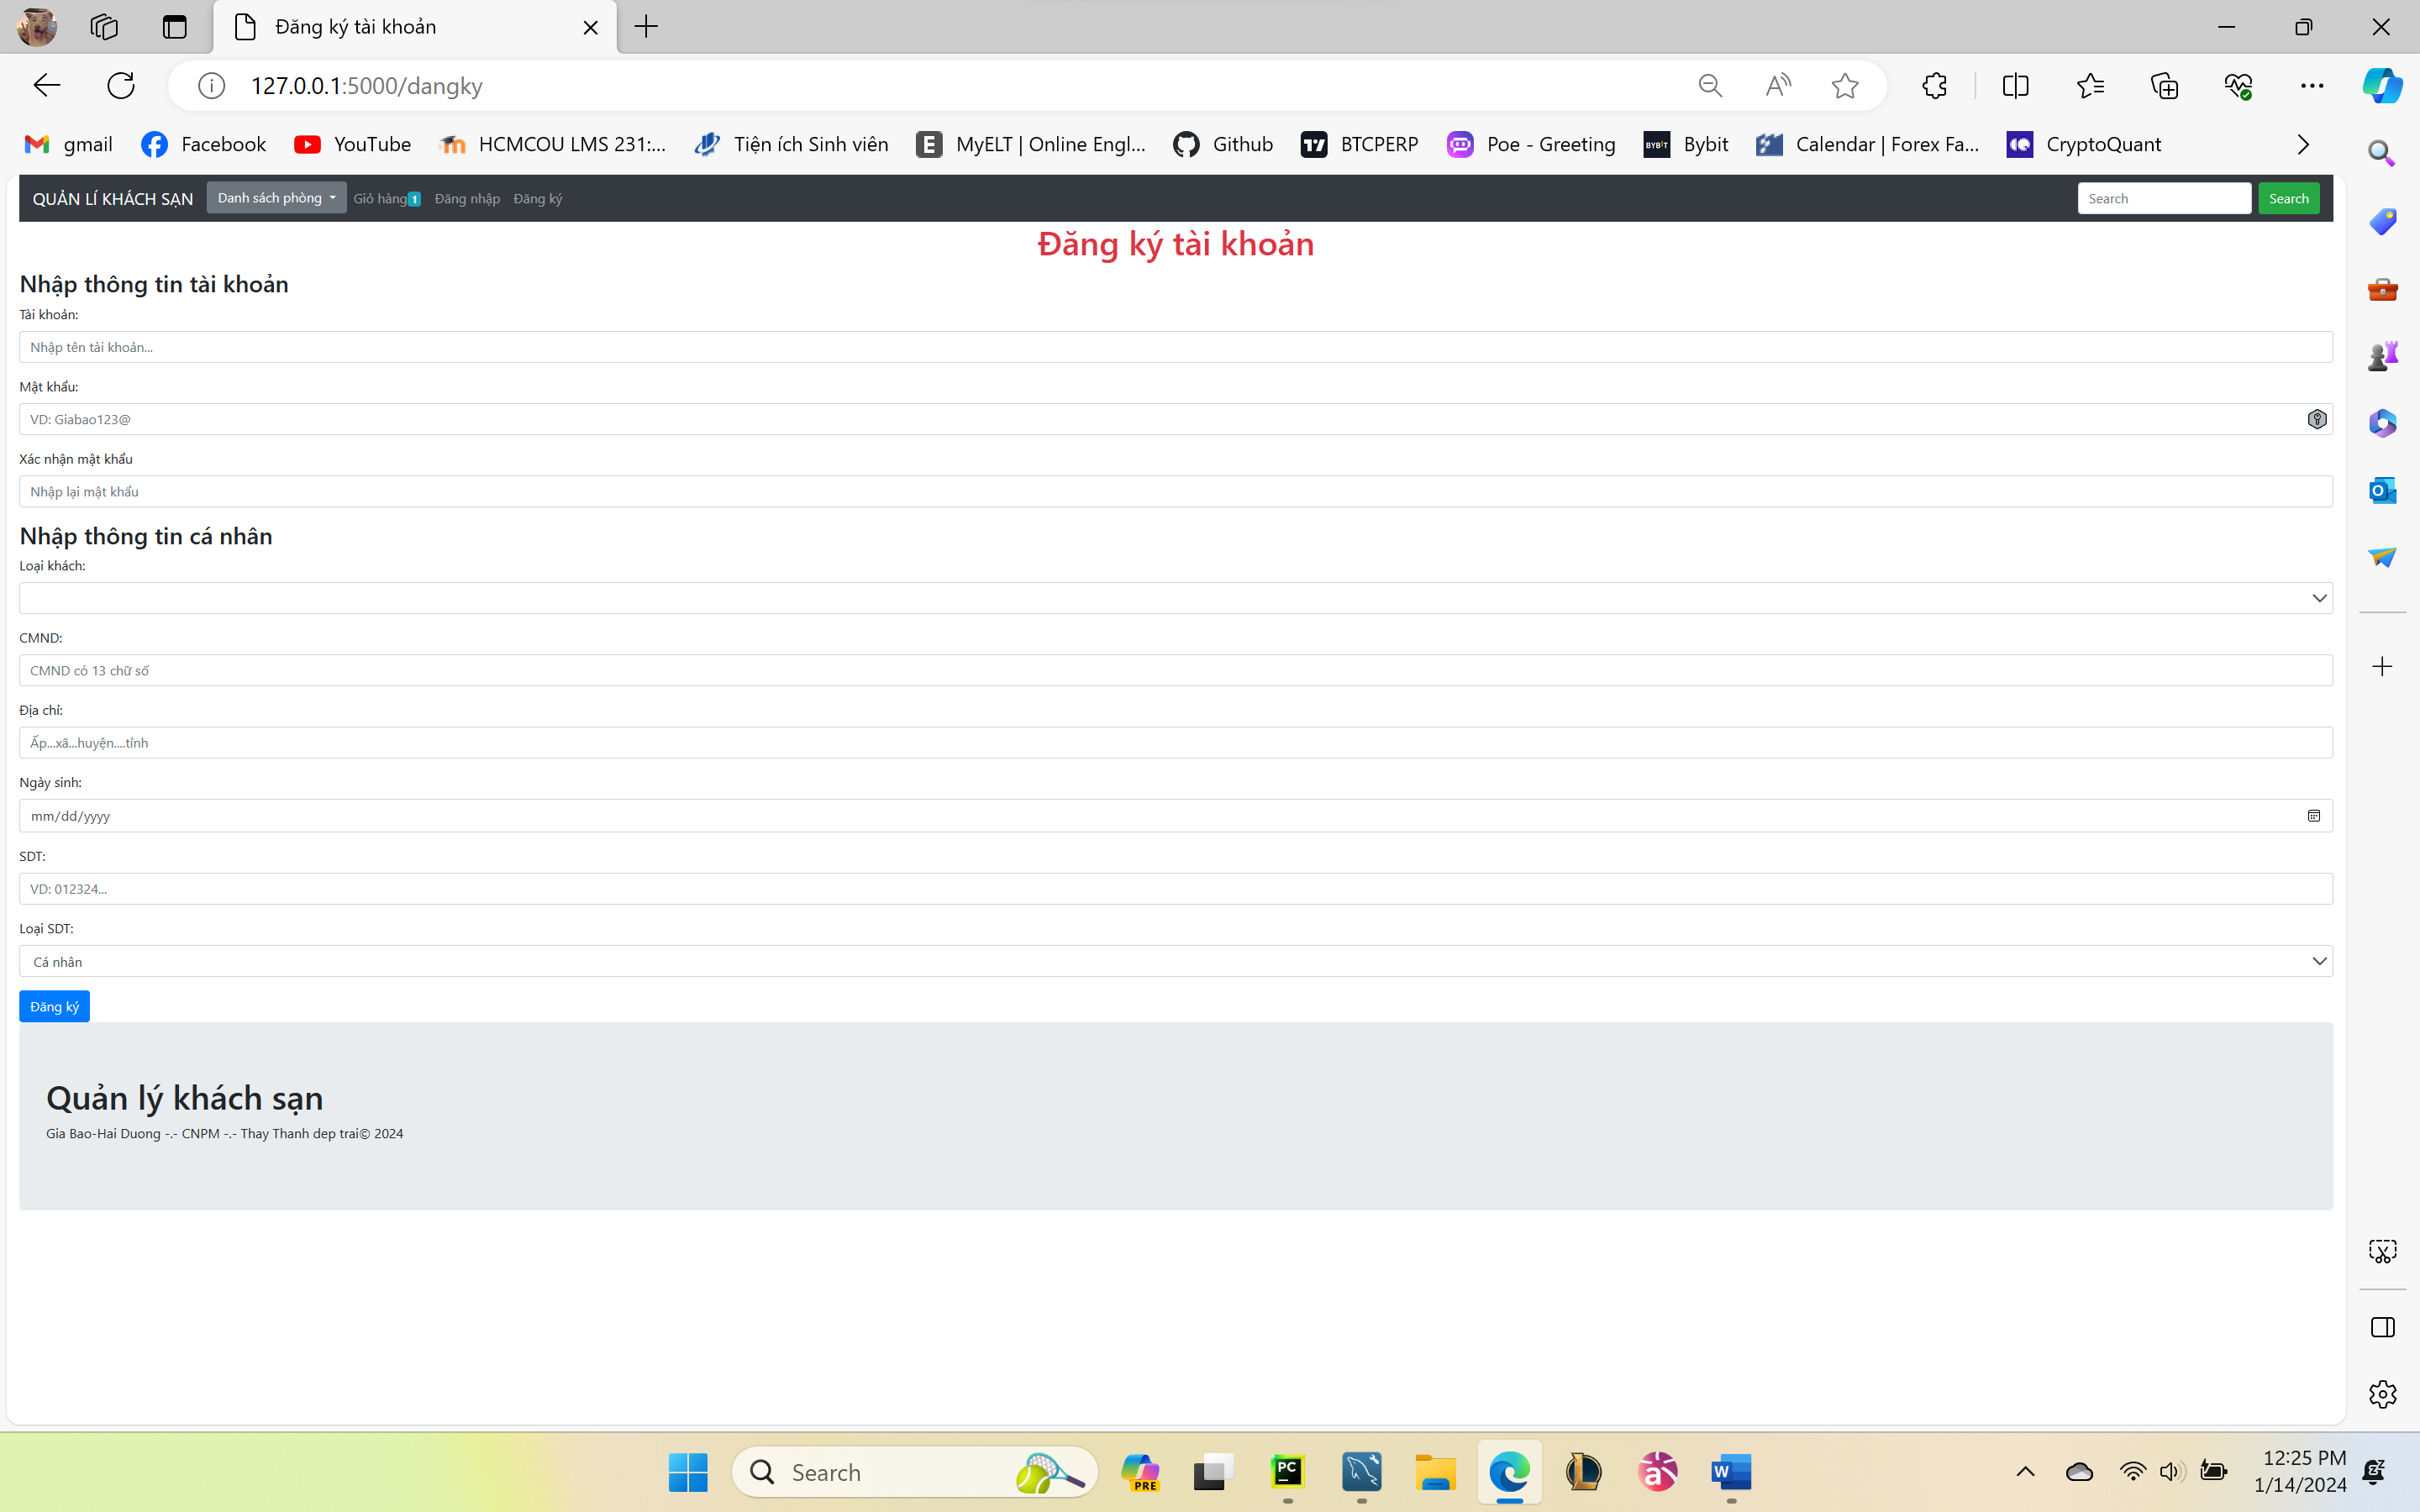 Đăng ký tài khoản
127.0.0.1:5000/dangky
gmail Facebook YouTube HCMCOU LMS 231:... Tiện ích Sinh viên MyELT | Online Engl... Github BTCPERP Poe - Greeting Bybit Calendar | Forex Fa... CryptoQuant
QUẢN LÍ KHÁCH SẠN Danh sách phòng Giỏ hàng 1 Đăng nhập Đăng ký Search Search
Đăng ký tài khoản
Nhập thông tin tài khoản
Tài khoản:
Nhập tên tài khoản...
Mật khẩu:
VD: Giabao123@
Xác nhận mật khẩu
Nhập lại mật khẩu
Nhập thông tin cá nhân
Loại khách:
CMND:
CMND có 13 chữ số
Địa chỉ:
Ấp...xã...huyện....tỉnh
Ngày sinh:
mm/dd/yyyy
SDT:
VD: 012324...
Loại SDT:
Cá nhân
Đăng ký
Quản lý khách sạn
Gia Bao-Hai Duong -.- CNPM -.- Thay Thanh dep trai© 2024
Search
PRE
PC
12:25 PM
1/14/2024